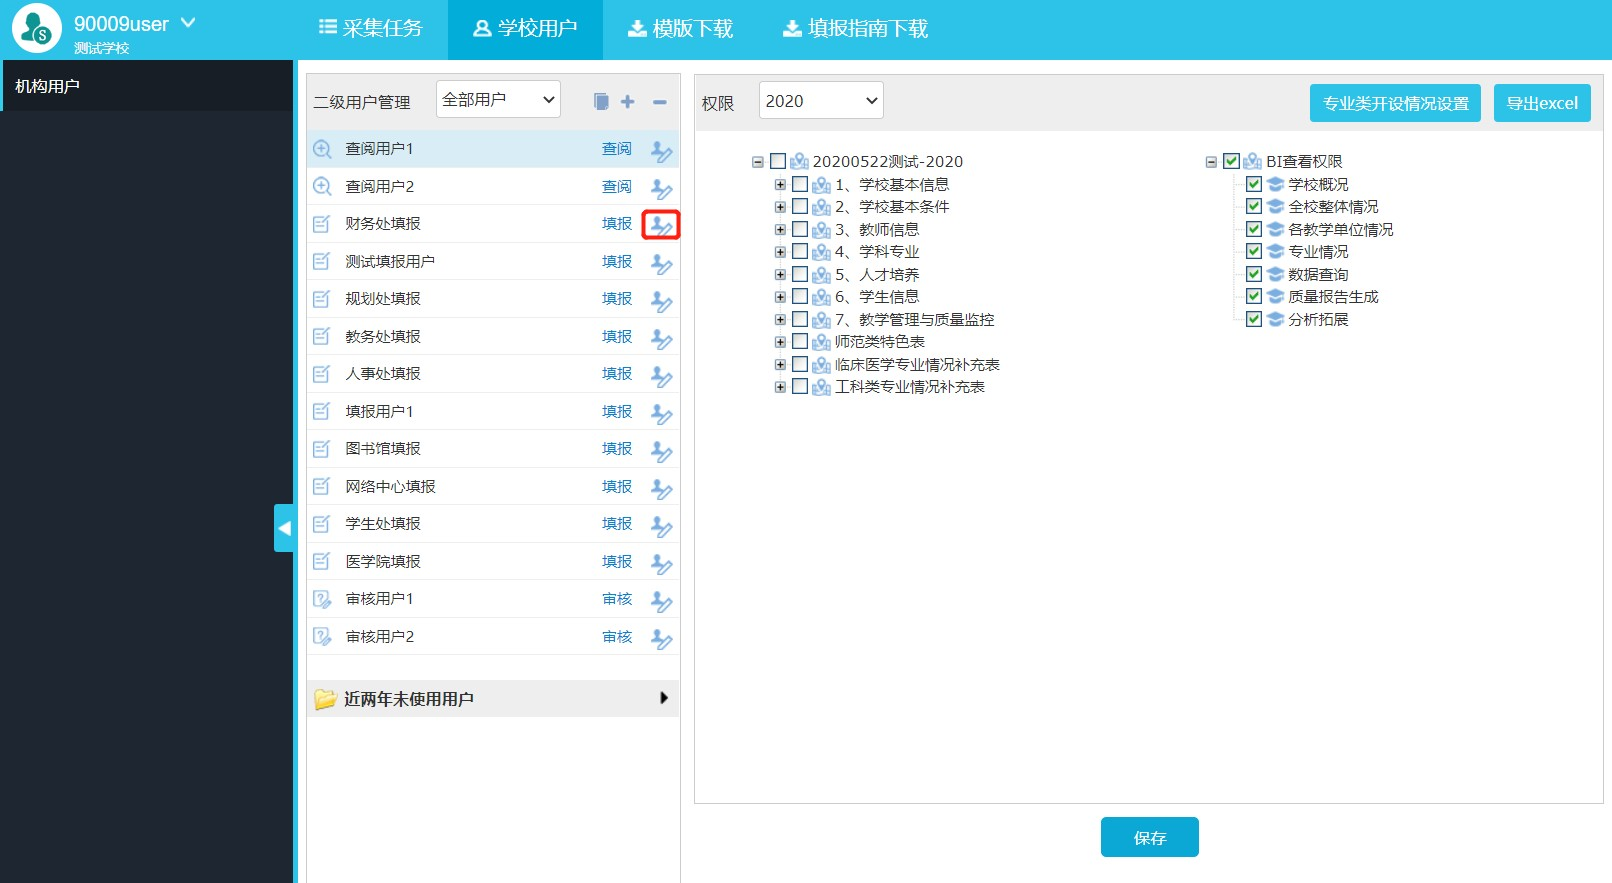 90009user
测试学校
采集任务
学校用户
模版下载
填报指南下载
机构用户
二级用户管理 全部用户
查阅用户1 查阅
查阅用户2 查阅
财务处填报 填报
测试填报用户 填报
规划处填报 填报
教务处填报 填报
人事处填报 填报
填报用户1 填报
图书馆填报 填报
网络中心填报 填报
学生处填报 填报
医学院填报 填报
审核用户1 审核
审核用户2 审核
近两年未使用用户
权限 2020
专业类开设情况设置 导出excel
20200522测试-2020
1、学校基本信息
2、学校基本条件
3、教师信息
4、学科专业
5、人才培养
6、学生信息
7、教学管理与质量监控
师范类特色表
临床医学专业情况补充表
工科类专业情况补充表
BI查看权限
学校概况
全校整体情况
各教学单位情况
专业情况
数据查询
质量报告生成
分析拓展
保存